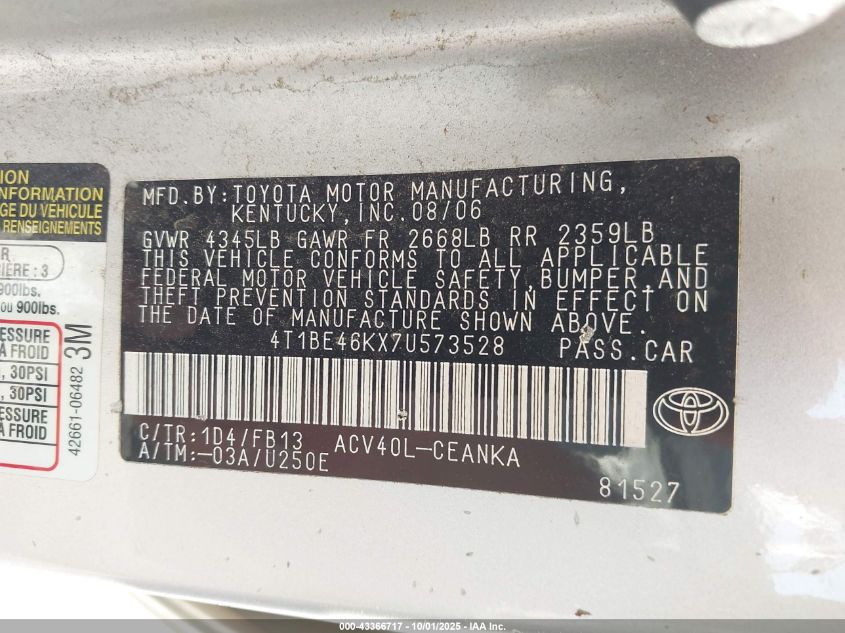 ION
NFORMATION
GE DU VÉHICULE
RENSEIGNEMENTS
R
IÈRE : 3
900lbs.
ou 900lbs.
PRESSURE
À FROID
, 30PSI
, 30PSI
ESSURE
À FROID
42661-06482 3M
MFD.BY:TOYOTA MOTOR MANUFACTURING,
KENTUCKY,INC.08/06
GVWR 4345LB GAWR FR 2668LB RR 2359LB
THIS VEHICLE CONFORMS TO ALL APPLICABLE
FEDERAL MOTOR VEHICLE SAFETY,BUMPER,AND
THEFT PREVENTION STANDARDS IN EFFECT ON
THE DATE OF MANUFACTURE SHOWN ABOVE.
4T1BE46KX7U573528 PASS.CAR
C/TR:1D4/FB13 ACV40L-CEANKA
A/TM:-03A/U250E
81527
000-43366717 - 10/01/2025 - IAA Inc.